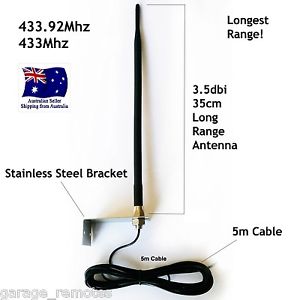 433.92Mhz
433Mhz
Longest
Range!
Australian Seller
Shipping from Australia
3.5dbi
35cm
Long
Range
Antenna
Stainless Steel Bracket
5m Cable
5m Cable
garage_remotes